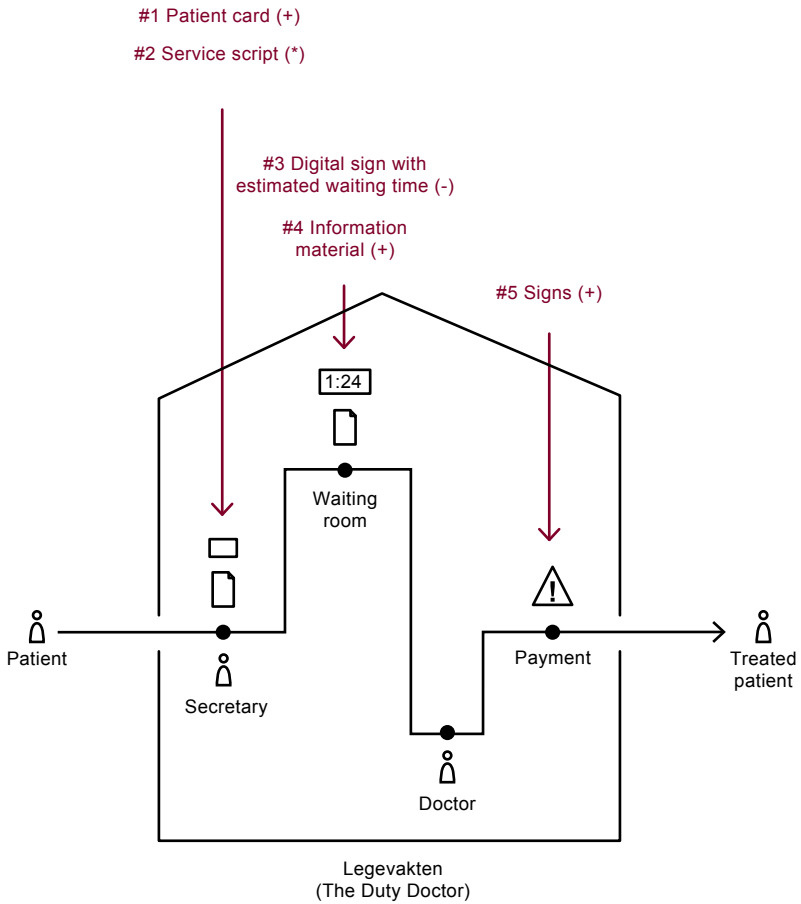 #1 Patient card (+)
#2 Service script (*)
#3 Digital sign with
estimated waiting time (-)
#4 Information
material (+)
#5 Signs (+)
1:24
Waiting
room
!
Patient
Secretary
Payment
Treated
patient
Doctor
Legevakten
(The Duty Doctor)